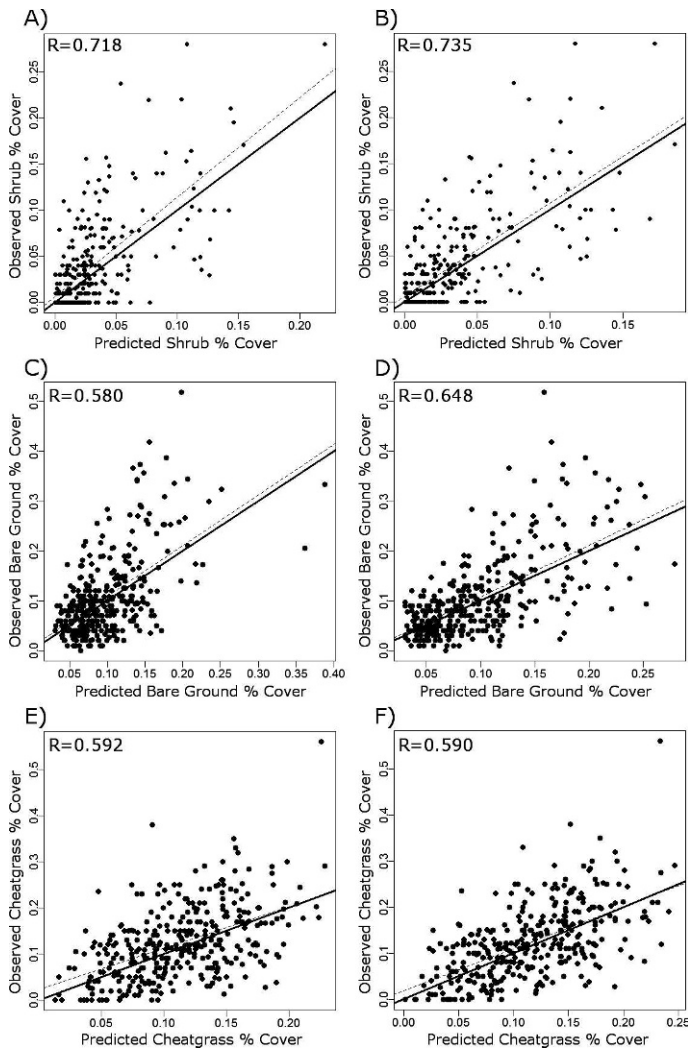 A)
R=0.718
Observed Shrub % Cover
0.00 0.05 0.10 0.15 0.20 0.25
0.00 0.05 0.10 0.20
Predicted Shrub % Cover
B)
R=0.735
Observed Shrub % Cover
0.00 0.05 0.10 0.15 0.20 0.25
0.00 0.05 0.10 0.15
Predicted Shrub % Cover
C)
R=0.580
Observed Bare Ground % Cover
0.0 0.1 0.2 0.3 0.4 0.5
0.05 0.10 0.20 0.30 0.40
Predicted Bare Ground % Cover
D)
R=0.648
Observed Bare Ground % Cover
0.0 0.1 0.2 0.3 0.4 0.5
0.05 0.10 0.15 0.20 0.25
Predicted Bare Ground % Cover
E)
R=0.592
Observed Cheatgrass % Cover
0.0 0.1 0.2 0.3 0.4 0.5
0.05 0.10 0.15 0.20
Predicted Cheatgrass % Cover
F)
R=0.590
Observed Cheatgrass % Cover
0.0 0.1 0.2 0.3 0.4 0.5
0.00 0.05 0.10 0.15 0.20 0.25
Predicted Cheatgrass % Cover